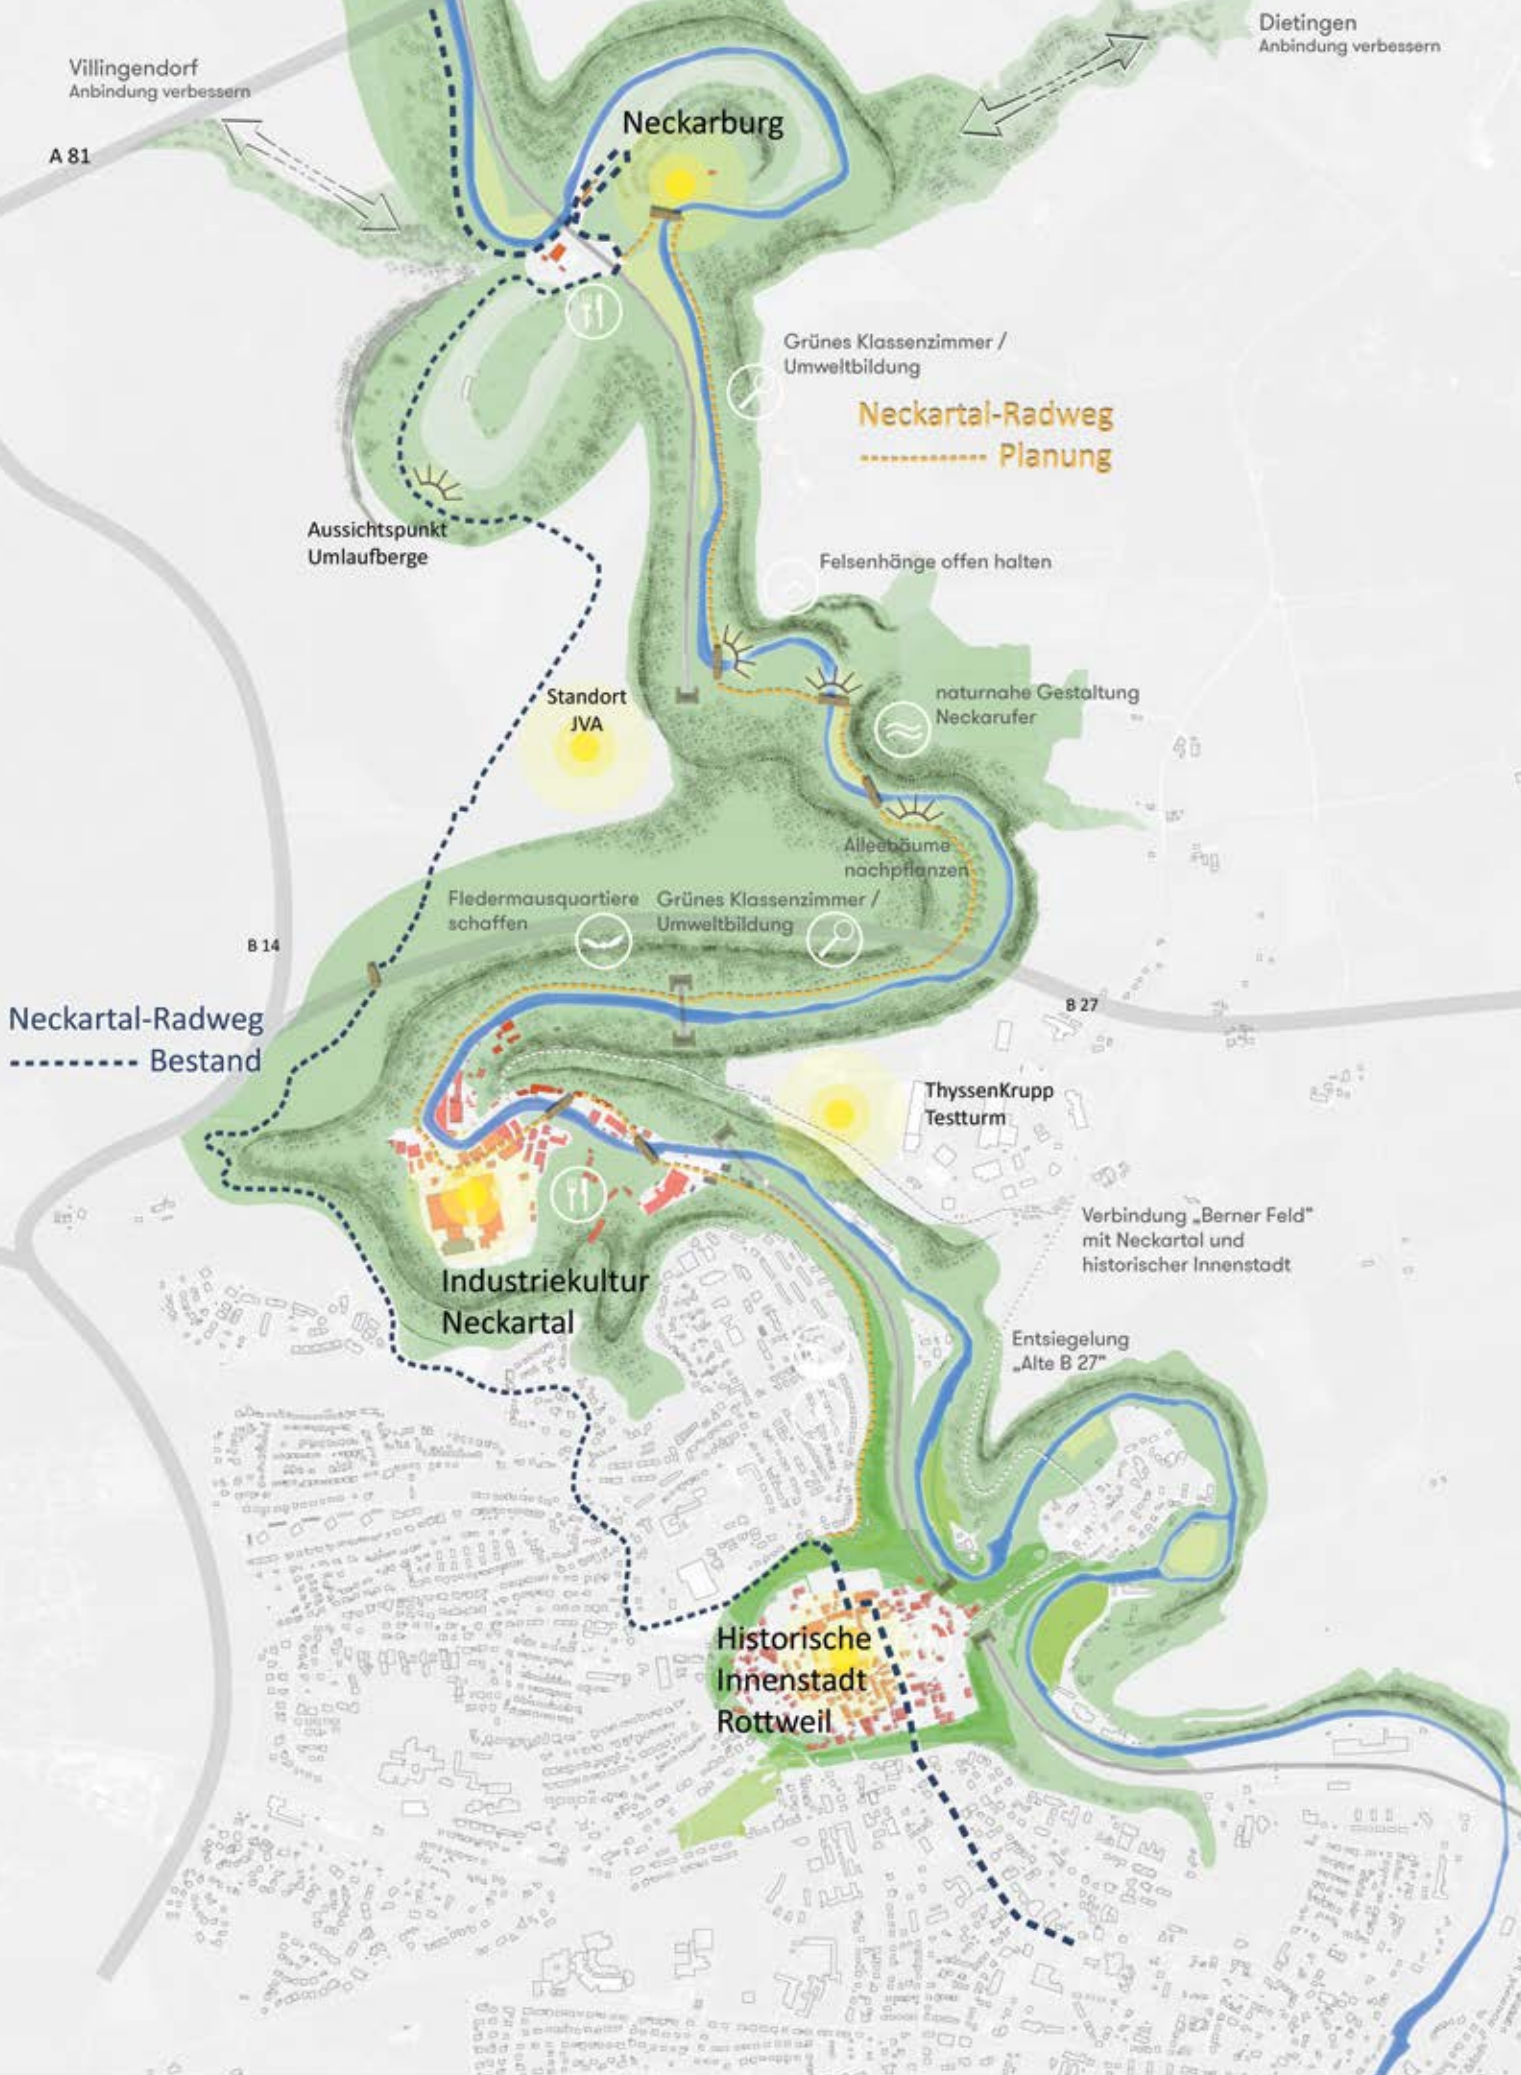 Dietingen
Anbindung verbessern
Villingendorf
Anbindung verbessern
Neckarburg
A 81
Grünes Klassenzimmer /
Umweltbildung
Neckartal-Radweg
Planung
Aussichtspunkt
Umlaufberge
Felsenhänge offen halten
Standort
JVA
naturnahe Gestaltung
Neckarufer
Alleebäume
nachpflanzen
Fledermausquartiere
schaffen
Grünes Klassenzimmer /
Umweltbildung
B 14
B 27
Neckartal-Radweg
Bestand
ThyssenKrupp
Testturm
Verbindung „Berner Feld"
mit Neckartal und
historischer Innenstadt
Industriekultur
Neckartal
Entsiegelung
„Alte B 27"
Historische
Innenstadt
Rottweil